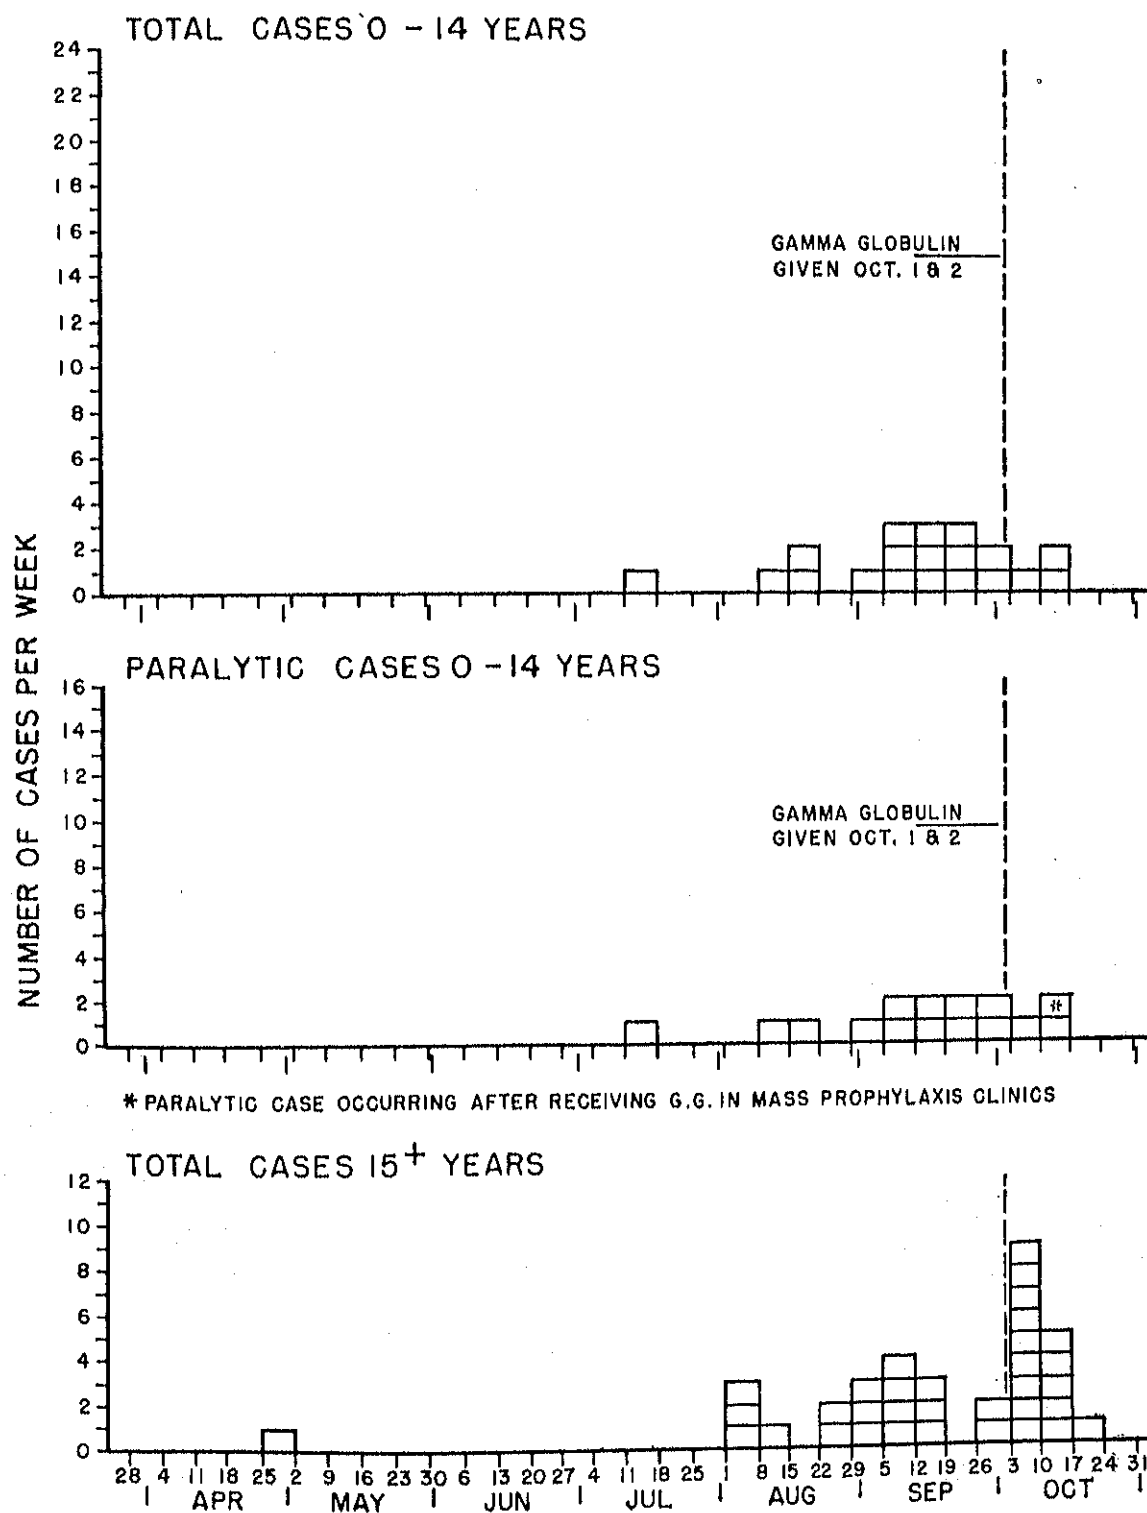 TOTAL CASES 0 – 14 YEARS
24
22
20
18
16
14
12
10
8
6
4
2
0
GAMMA GLOBULIN
GIVEN OCT. 1 & 2
NUMBER OF CASES PER WEEK
PARALYTIC CASES 0 – 14 YEARS
16
14
12
10
8
6
4
2
0
GAMMA GLOBULIN
GIVEN OCT. 1 & 2
*
* PARALYTIC CASE OCCURRING AFTER RECEIVING G.G. IN MASS PROPHYLAXIS CLINICS
TOTAL CASES 15+ YEARS
12
10
8
6
4
2
0
28 4 11 18 25 2 9 16 23 30 6 13 20 27 4 11 18 25 1 8 15 22 29 5 12 19 26 3 10 17 24 31
APR MAY JUN JUL AUG SEP OCT